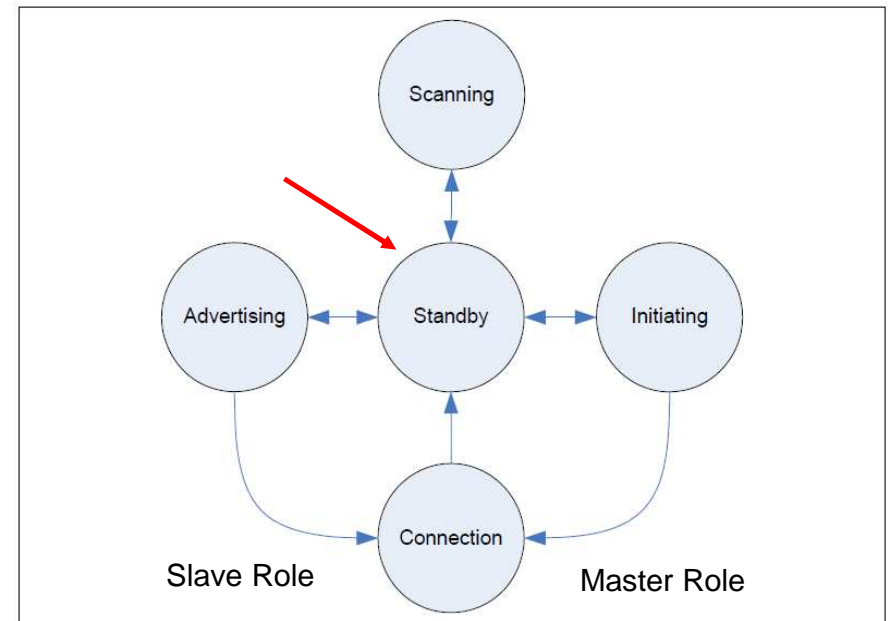 Scanning
Advertising
Standby
Initiating
Connection
Slave Role
Master Role